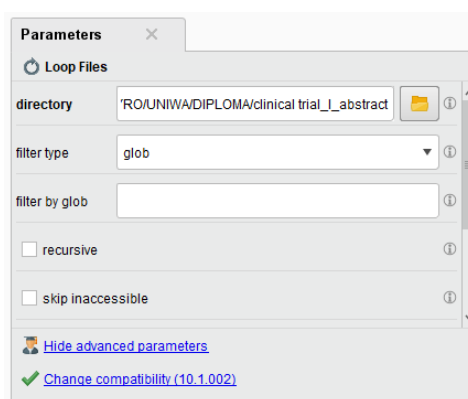 Parameters
Loop Files
directory 'RO/UNIWA/DIPLOMA/clinical trial_I_abstract
filter type glob
filter by glob
recursive
skip inaccessible
Hide advanced parameters
Change compatibility (10.1.002)